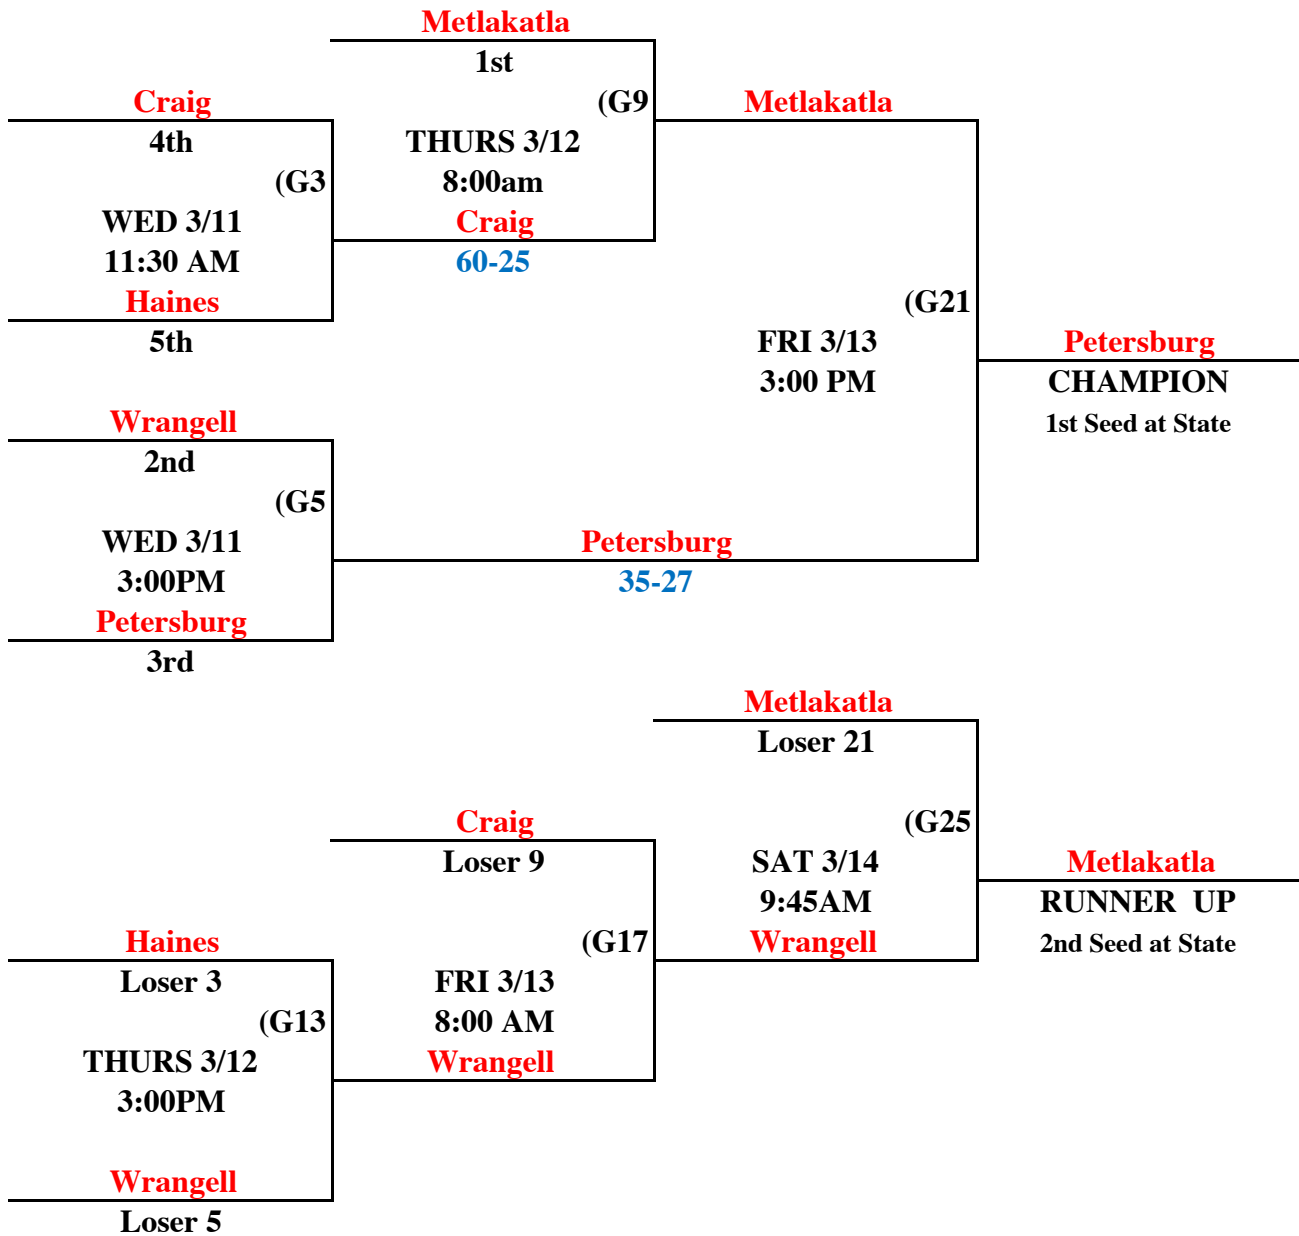 Metlakatla
1st
Craig
(G9
Metlakatla
4th
THURS 3/12
(G3
8:00am
WED 3/11
Craig
11:30 AM
60-25
Haines
(G21
5th
FRI 3/13
Petersburg
3:00 PM
CHAMPION
Wrangell
1st Seed at State
2nd
(G5
WED 3/11
Petersburg
3:00PM
35-27
Petersburg
3rd
Metlakatla
Loser 21
Craig
(G25
Loser 9
SAT 3/14
Metlakatla
9:45AM
RUNNER  UP
Haines
(G17
Wrangell
2nd Seed at State
Loser 3
FRI 3/13
(G13
8:00 AM
THURS 3/12
Wrangell
3:00PM
Wrangell
Loser 5